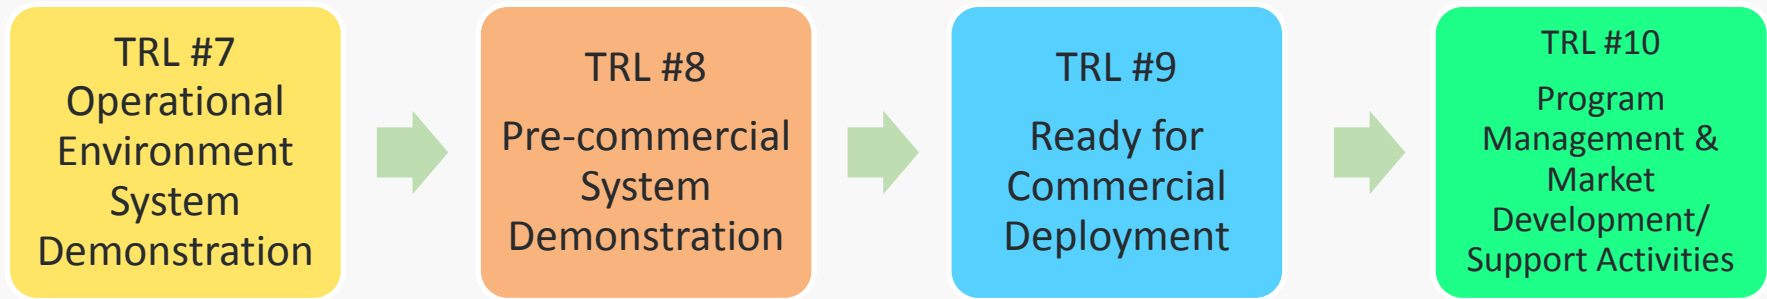 TRL #7
Operational
Environment
System
Demonstration
TRL #8
Pre-commercial
System
Demonstration
TRL #9
Ready for
Commercial
Deployment
TRL #10
Program
Management &
Market
Development/
Support Activities